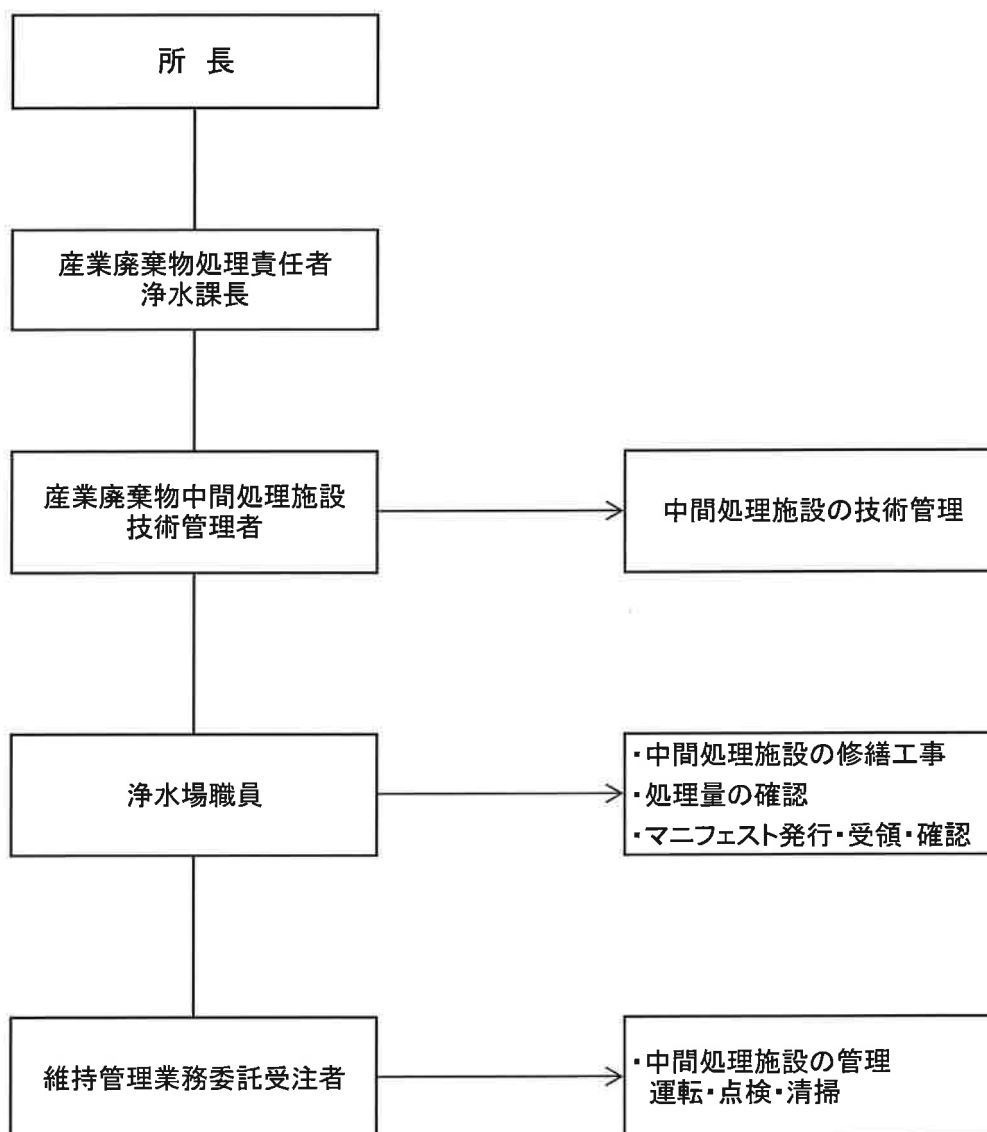 所 長
産業廃棄物処理責任者
浄水課長
産業廃棄物中間処理施設
技術管理者
中間処理施設の技術管理
浄水場職員
・中間処理施設の修繕工事
・処理量の確認
・マニフェスト発行・受領・確認
維持管理業務委託受注者
・中間処理施設の管理
運転・点検・清掃